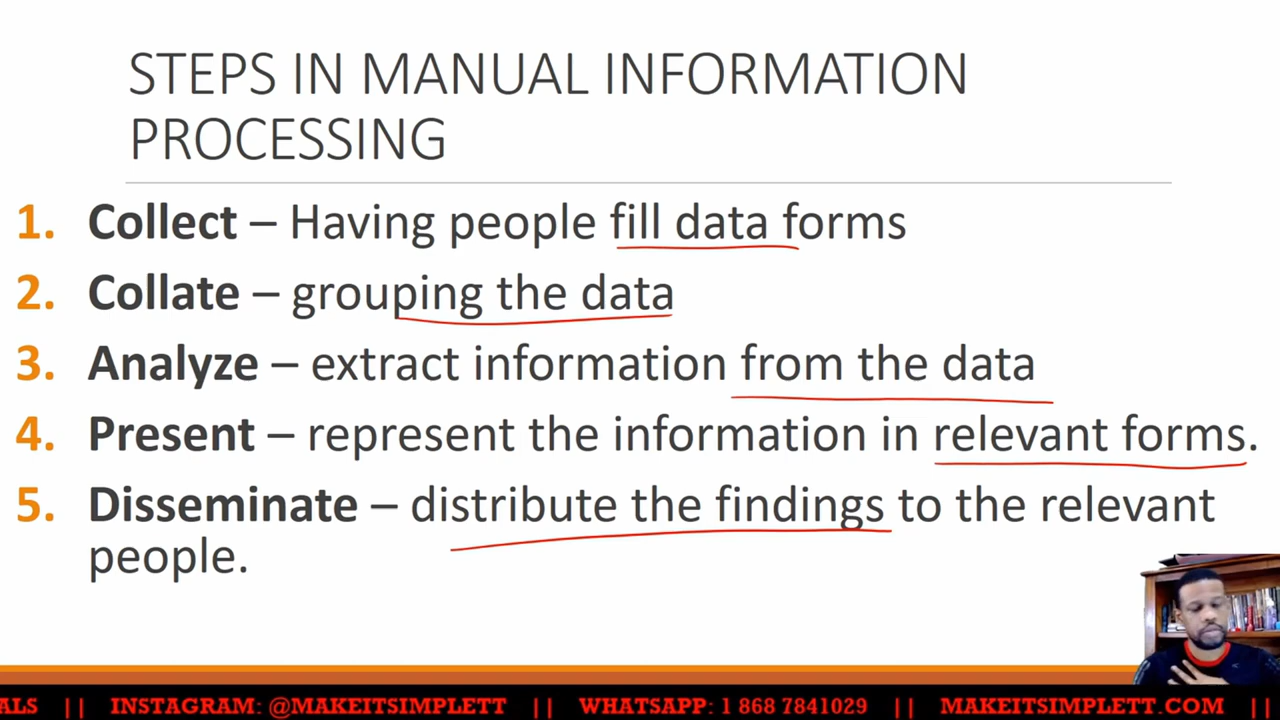 STEPS IN MANUAL INFORMATION
PROCESSING
1. Collect – Having people fill data forms
2. Collate – grouping the data
3. Analyze – extract information from the data
4. Present – represent the information in relevant forms.
5. Disseminate – distribute the findings to the relevant
people.
ALS || INSTAGRAM: @MAKEITSIMPLETT || WHATSAPP: 1 868 7841029 || MAKEITSIMPLETT.COM ||